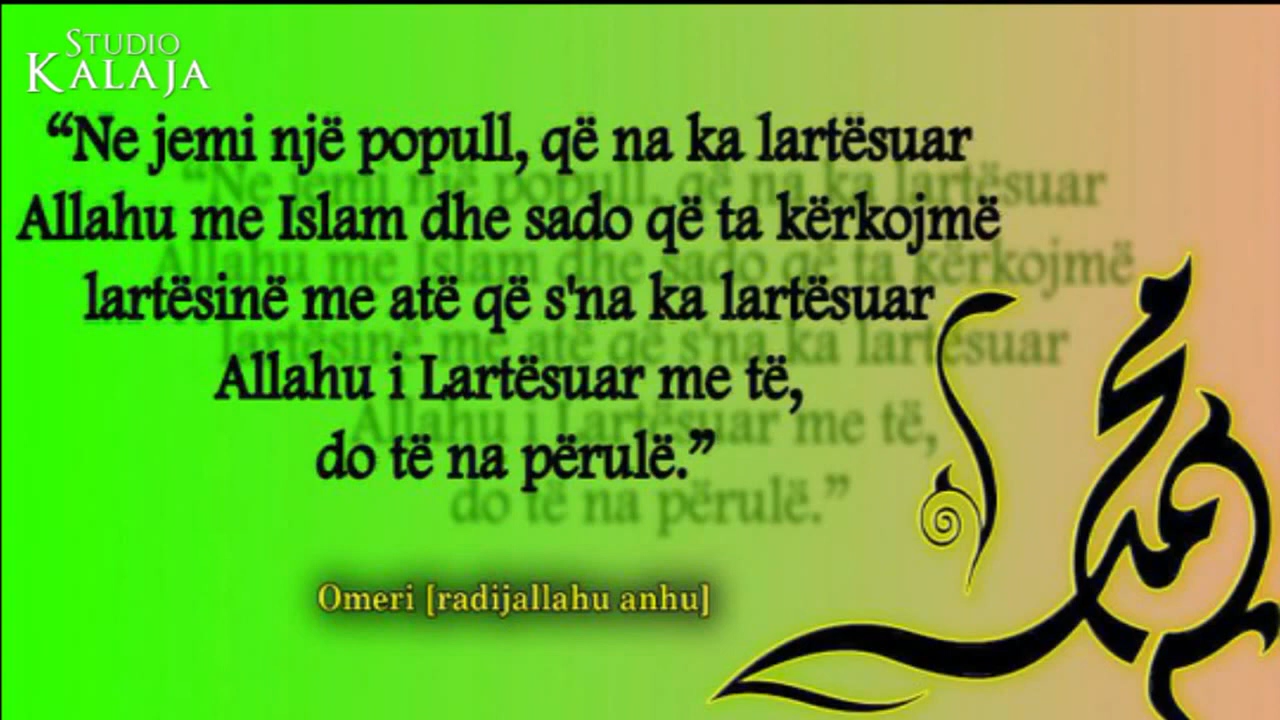 STUDIO
KALAJA
“Ne jemi një popull, që na ka lartësuar
Allahu me Islam dhe sado që ta kërkojmë
lartësinë me atë që s'na ka lartësuar
Allahu i Lartësuar me të,
do të na përulë.”
Omeri [radijallahu anhu]